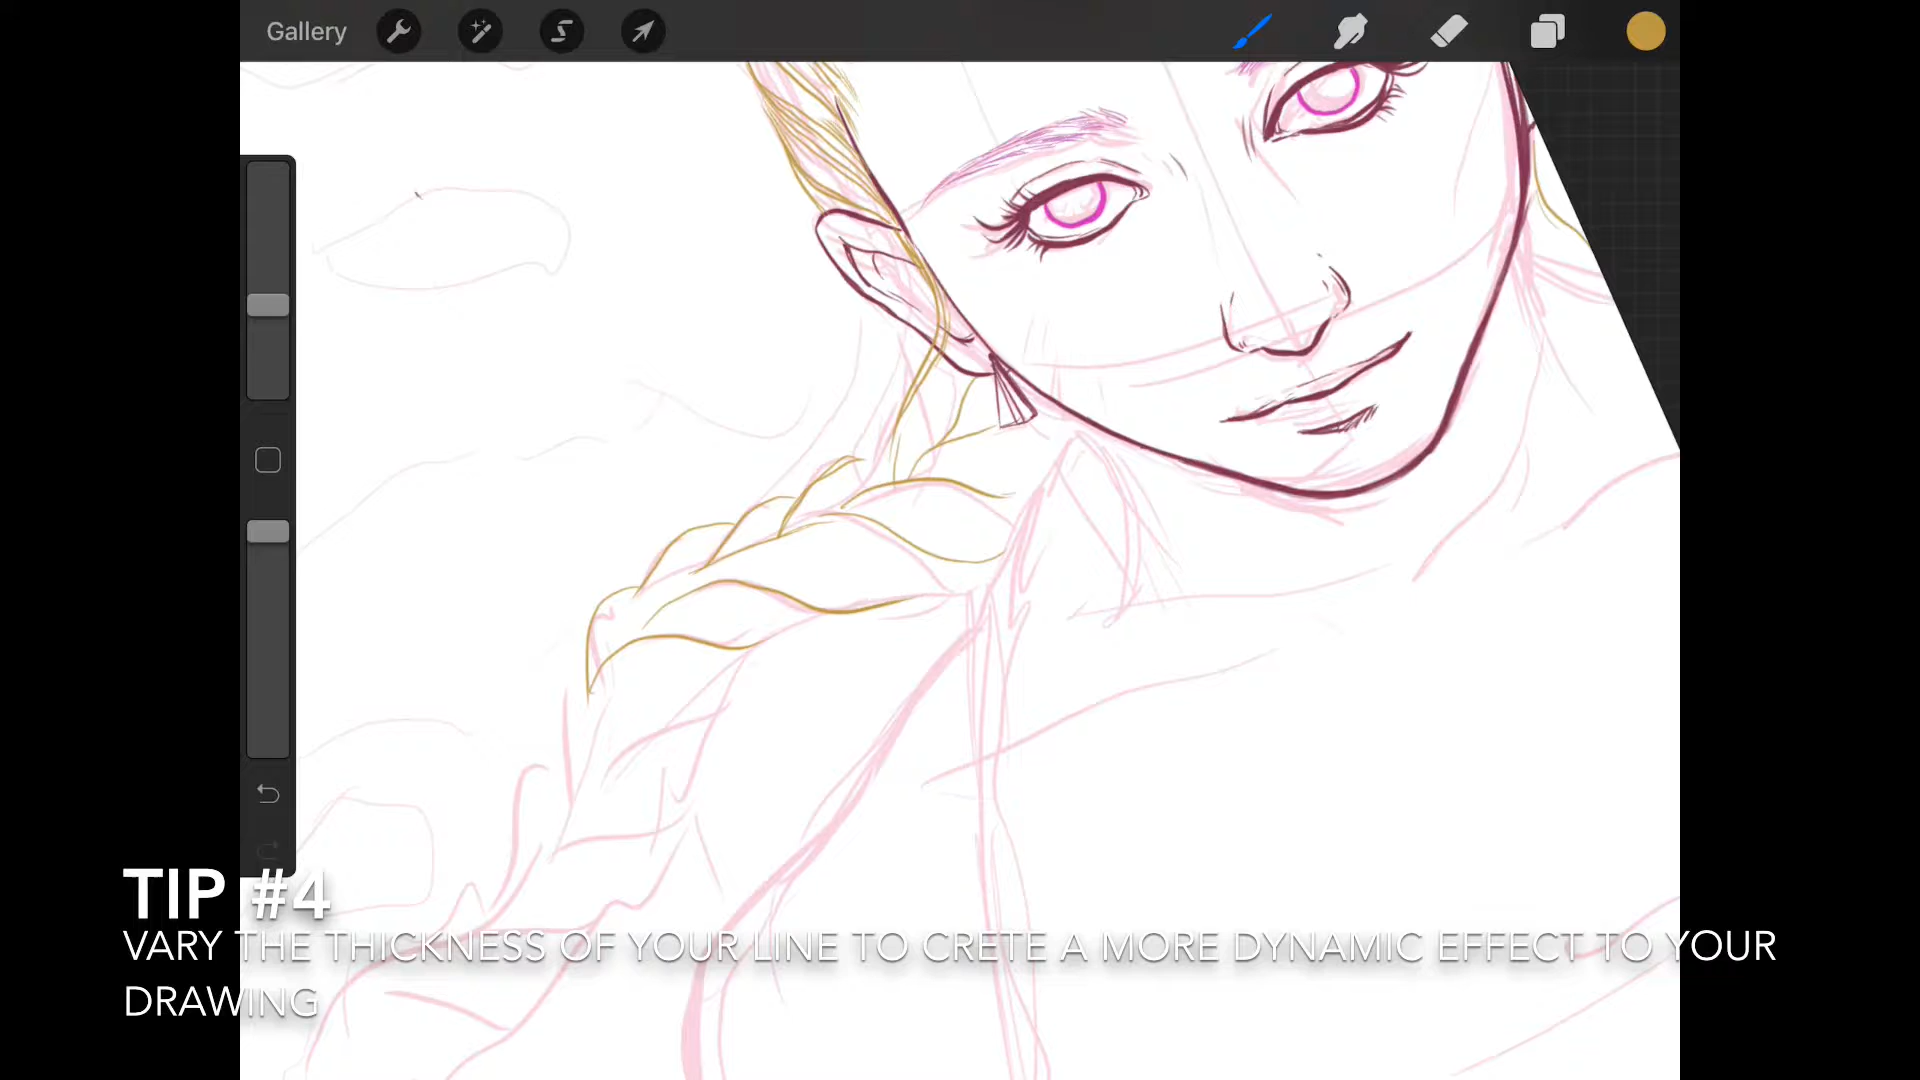 Gallery
TIP #4
VARY THE THICKNESS OF YOUR LINE TO CRETE A MORE DYNAMIC EFFECT TO YOUR
DRAWING